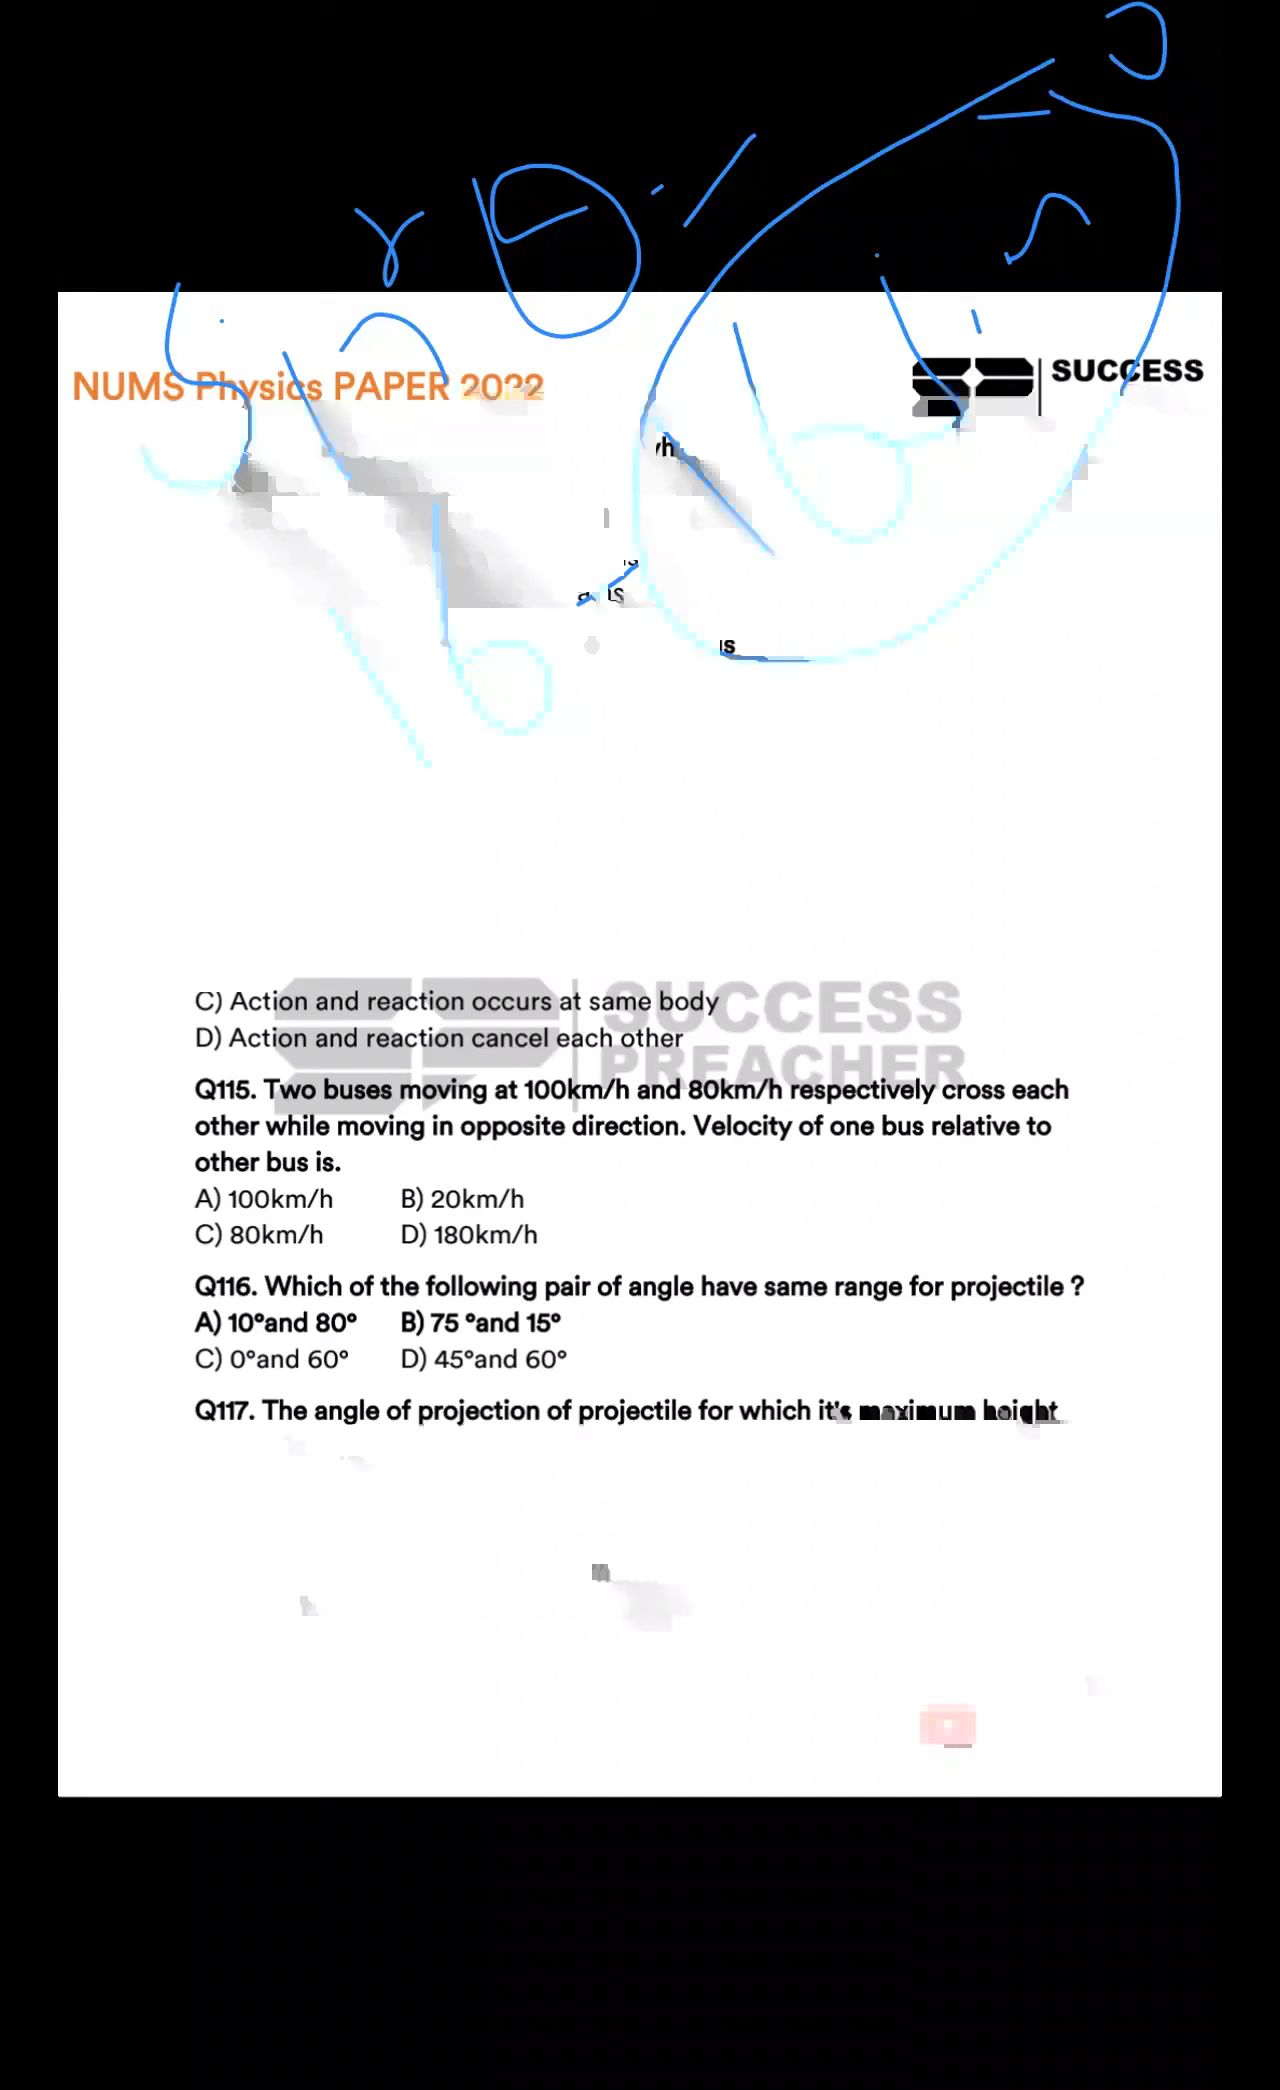 NUMS Physics PAPER 2022
SUCCESS
is
is
C) Action and reaction occurs at same body
D) Action and reaction cancel each other
SUCCESS
PREACHER
Q115. Two buses moving at 100km/h and 80km/h respectively cross each
other while moving in opposite direction. Velocity of one bus relative to
other bus is.
A) 100km/h B) 20km/h
C) 80km/h D) 180km/h
Q116. Which of the following pair of angle have same range for projectile ?
A) 10°and 80° B) 75 °and 15°
C) 0°and 60° D) 45°and 60°
Q117. The angle of projection of projectile for which it's maximum height